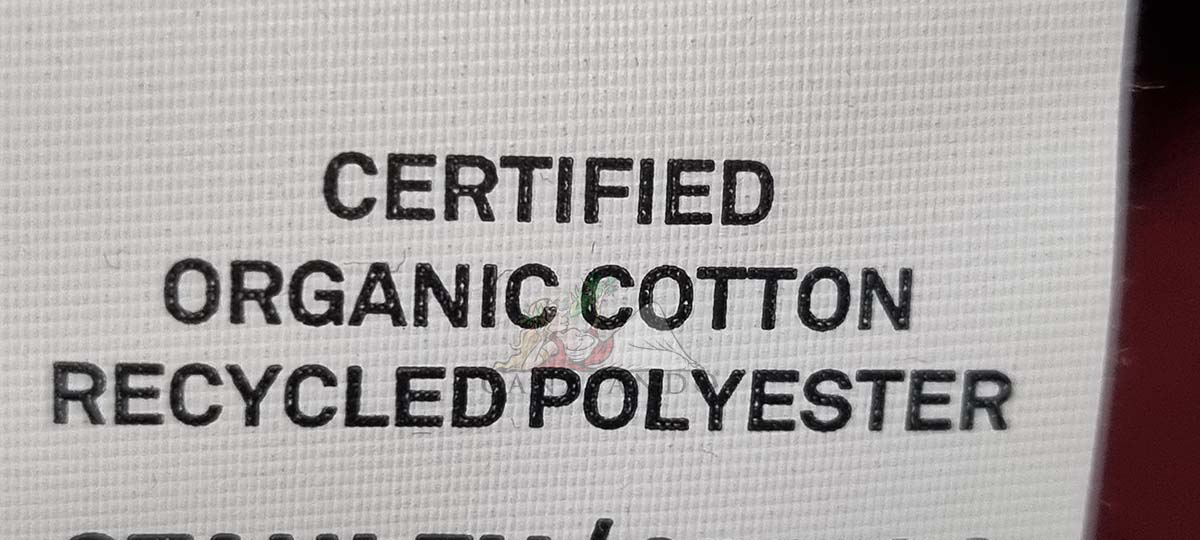 CERTIFIED
ORGANIC COTTON
RECYCLED POLYESTER